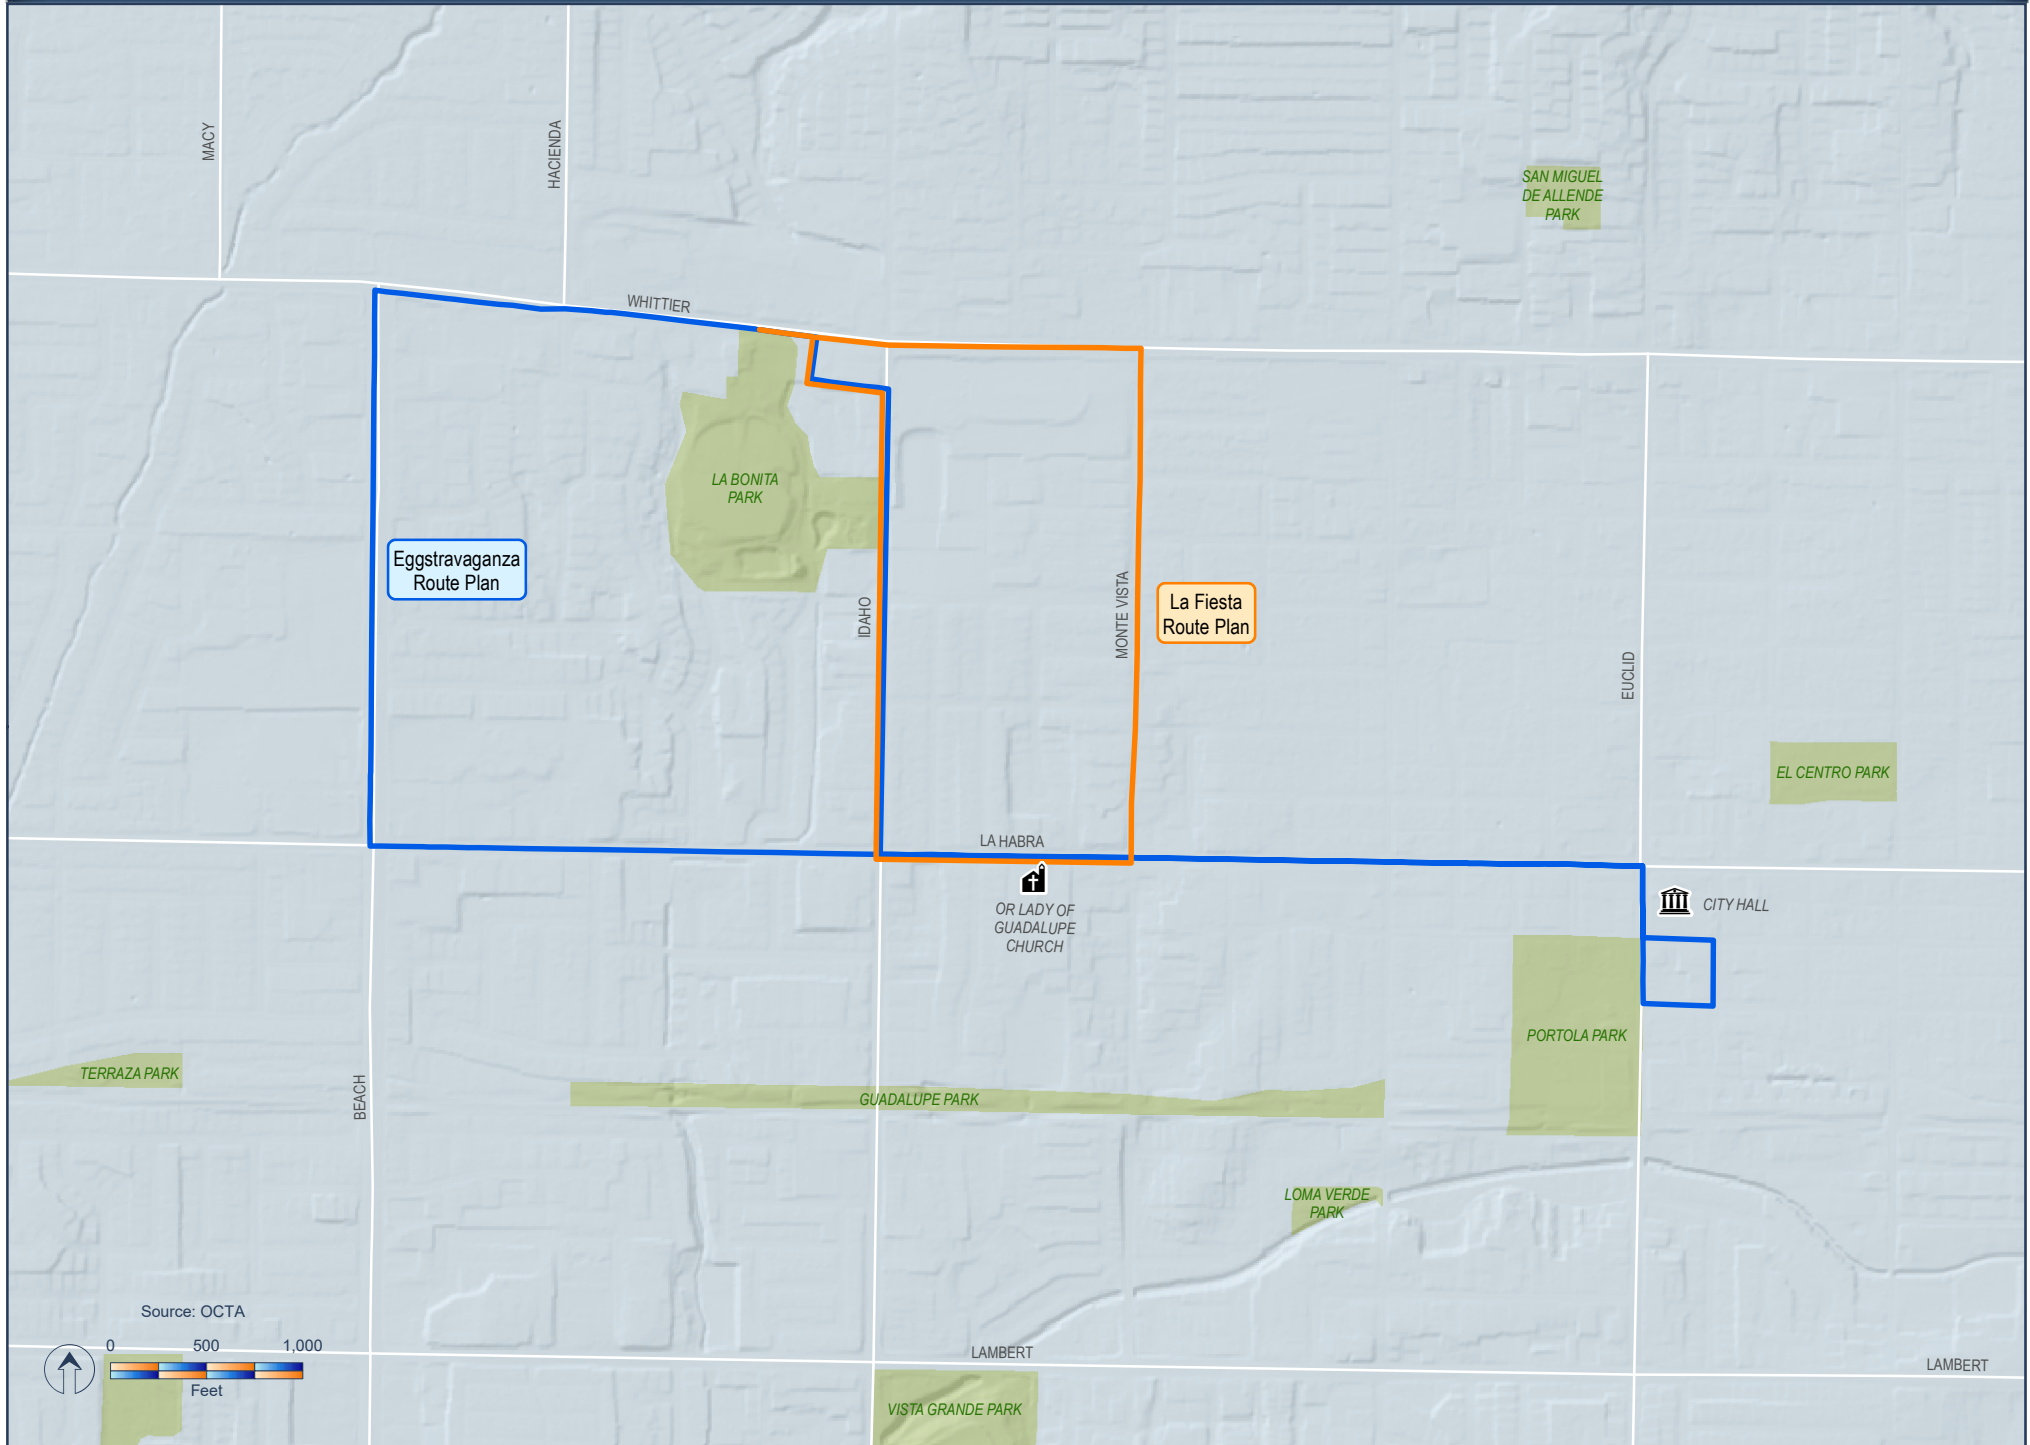 MACY
HACIENDA
SAN MIGUEL
DE ALLENDE
PARK
WHITTIER
LA BONITA
PARK
Eggstravaganza
Route Plan
IDAHO
MONTE VISTA
La Fiesta
Route Plan
EUCLID
EL CENTRO PARK
LA HABRA
OR LADY OF
GUADALUPE
CHURCH
CITY HALL
PORTOLA PARK
TERRAZA PARK
BEACH
GUADALUPE PARK
LOMA VERDE
PARK
Source: OCTA
0 500 1,000
Feet
LAMBERT
LAMBERT
VISTA GRANDE PARK